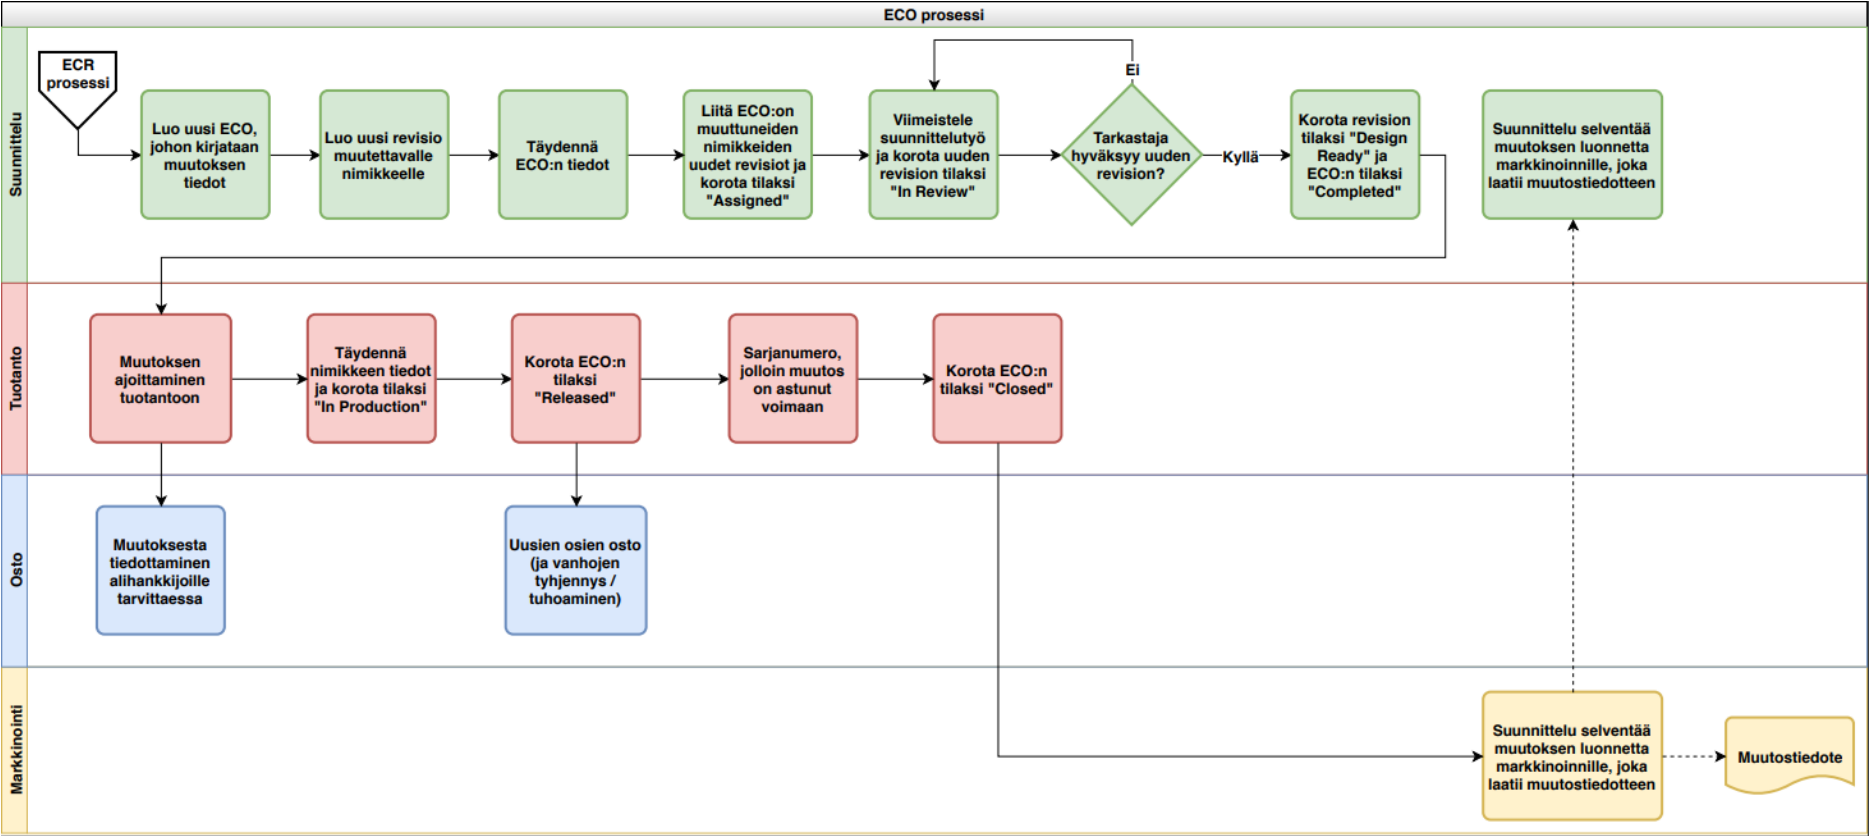 ECO prosessi
Suunnittelu
ECR
prosessi
Luo uusi ECO,
johon kirjataan
muutoksen
tiedot
Luo uusi revisio
muutettavalle
nimikkeelle
Täydennä
ECO:n tiedot
Liitä ECO:on
muuttuneiden
nimikkeiden
uudet revisiot ja
korota tilaksi
"Assigned"
Viimeistele
suunnittelutyö
ja korota uuden
revision tilaksi
"In Review"
Ei
Tarkastaja
hyväksyy uuden
revision?
Kyllä
Korota revision
tilaksi "Design
Ready" ja
ECO:n tilaksi
"Completed"
Suunnittelu selventää
muutoksen luonnetta
markkinoinnille, joka
laatii muutostiedotteen
Tuotanto
Muutoksen
ajoittaminen
tuotantoon
Täydennä
nimikkeen tiedot
ja korota tilaksi
"In Production"
Korota ECO:n
tilaksi
"Released"
Sarjanumero,
jolloin muutos
on astunut
voimaan
Korota ECO:n
tilaksi "Closed"
Osto
Muutoksesta
tiedottaminen
alihankkijoille
tarvittaessa
Uusien osien osto
(ja vanhojen
tyhjennys /
tuhoaminen)
Markkinointi
Suunnittelu selventää
muutoksen luonnetta
markkinoinnille, joka
laatii muutostiedotteen
Muutostiedote